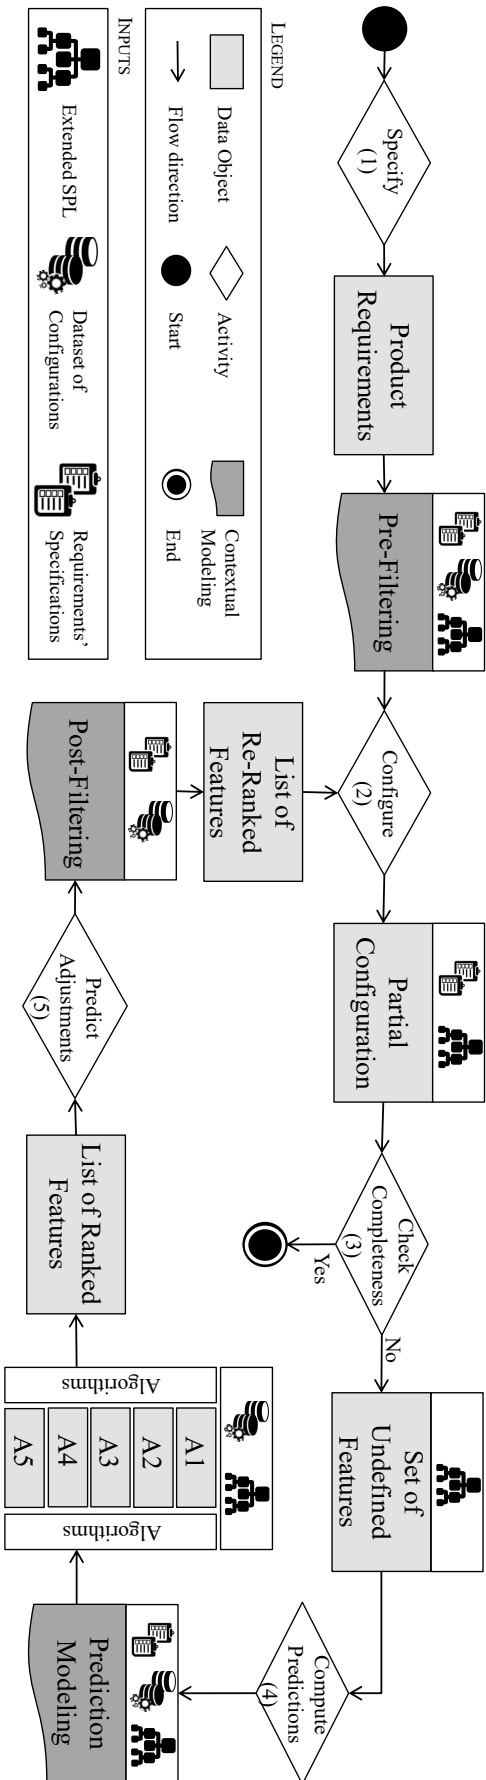 Specify
(1)
Product
Requirements
Pre-Filtering
Configure
(2)
Partial
Configuration
Check
Completeness
(3)
Yes
No
Set of
Undefined
Features
Compute
Predictions
(4)
Prediction
Modeling
Algorithms
A1
A2
A3
A4
A5
Algorithms
List of Ranked
Features
Predict
Adjustments
(5)
Post-Filtering
List of
Re-Ranked
Features
LEGEND
Data Object
Activity
Contextual
Modeling
Flow direction
Start
End
INPUTS
Extended SPL
Dataset of
Configurations
Requirements’
Specifications